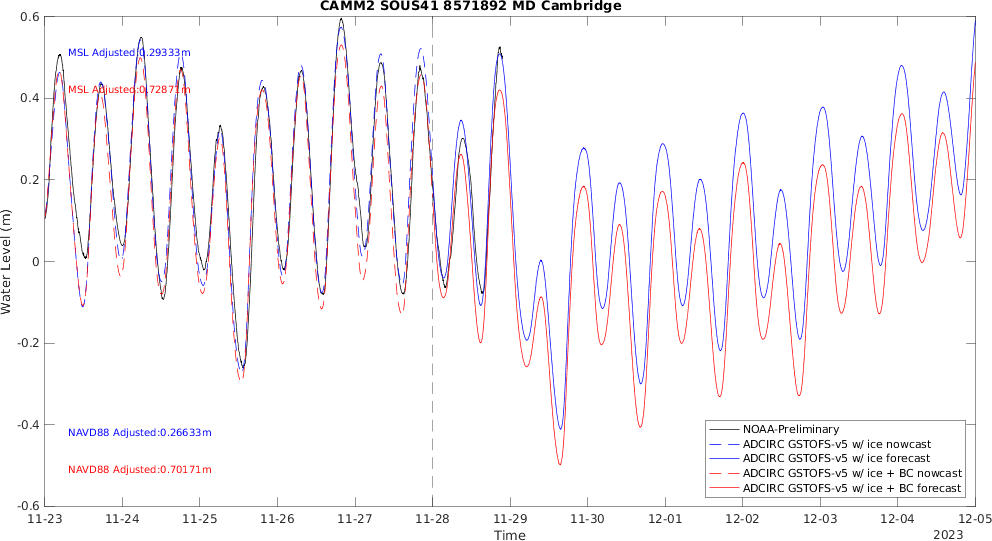 CAMM2 SOUS41 8571892 MD Cambridge
0.6
MSL Adjusted:0.29333m
MSL Adjusted:0.72871m
0.4
0.2
Water Level (m)
0
-0.2
-0.4
NAVD88 Adjusted:0.26633m
NAVD88 Adjusted:0.70171m
-0.6
NOAA-Preliminary
ADCIRC GSTOFS-v5 w/ ice nowcast
ADCIRC GSTOFS-v5 w/ ice forecast
ADCIRC GSTOFS-v5 w/ ice + BC nowcast
ADCIRC GSTOFS-v5 w/ ice + BC forecast
11-23 11-24 11-25 11-26 11-27 11-28 11-29 11-30 12-01 12-02 12-03 12-04 12-05
Time
2023